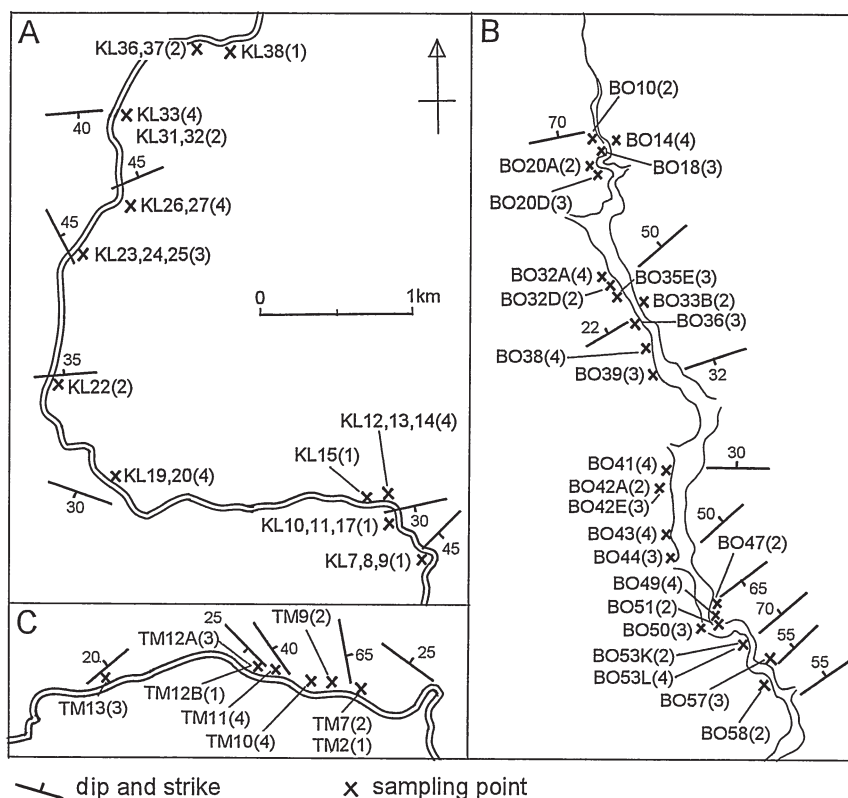 A
KL36,37(2)
KL38(1)
KL33(4)
40
KL31,32(2)
45
KL26,27(4)
45
KL23,24,25(3)
0
1km
35
KL22(2)
KL12,13,14(4)
KL15(1)
KL19,20(4)
30
KL10,11,17(1)
30
KL7,8,9(1)
45
B
BO10(2)
70
BO14(4)
BO20A(2)
BO18(3)
BO20D(3)
50
BO32A(4)
BO35E(3)
BO32D(2)
BO33B(2)
BO36(3)
22
BO38(4)
BO39(3)
32
BO41(4)
30
BO42A(2)
BO42E(3)
BO43(4)
50
BO44(3)
BO47(2)
BO49(4)
65
BO51(2)
70
BO50(3)
BO53K(2)
55
BO53L(4)
55
BO57(3)
BO58(2)
C
25
TM9(2)
TM12A(3)
40
20
65
25
TM12B(1)
TM13(3)
TM11(4)
TM7(2)
TM10(4)
TM2(1)
dip and strike
sampling point